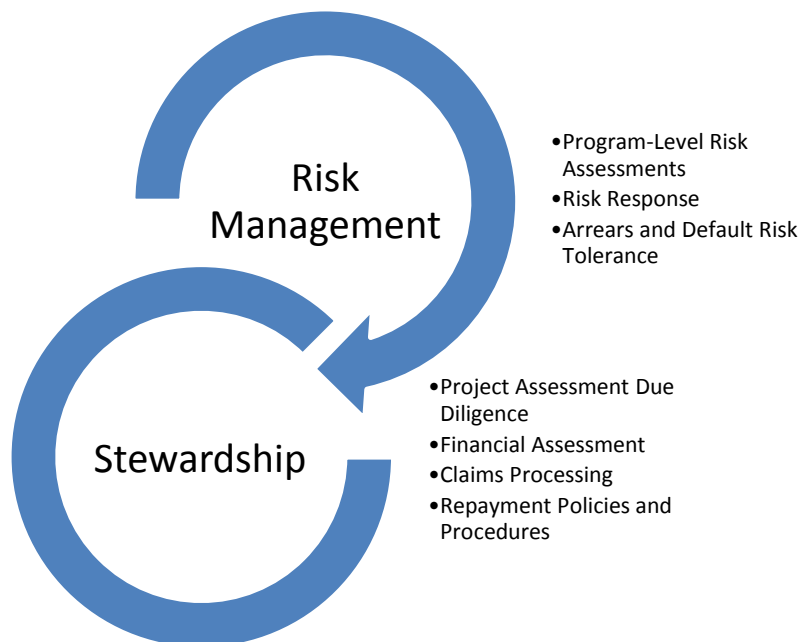 Risk
Management
•Program-Level Risk
Assessments
•Risk Response
•Arrears and Default Risk
Tolerance
Stewardship
•Project Assessment Due
Diligence
•Financial Assessment
•Claims Processing
•Repayment Policies and
Procedures